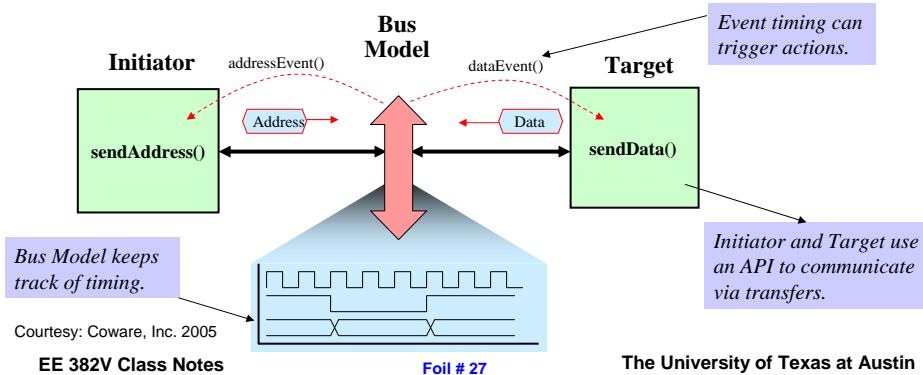 Bus
Model
Event timing can
trigger actions.
Initiator
addressEvent()
dataEvent()
Target
Address
Data
sendAddress()
sendData()
Bus Model keeps
track of timing.
Initiator and Target use
an API to communicate
via transfers.
Courtesy: Coware, Inc. 2005
EE 382V Class Notes
Foil # 27
The University of Texas at Austin